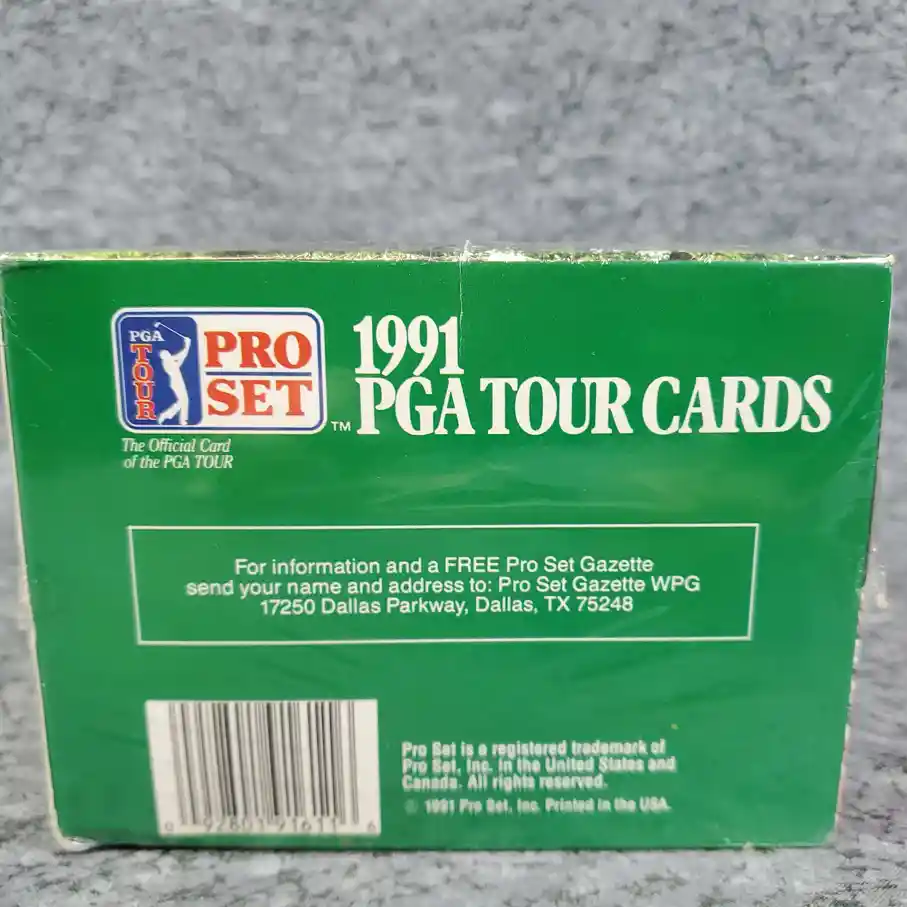 PGA
TOUR
PRO
SET
™
The Official Card
of the PGA TOUR
1991
PGA TOUR CARDS
For information and a FREE Pro Set Gazette
send your name and address to: Pro Set Gazette WPG
17250 Dallas Parkway, Dallas, TX 75248
Pro Set is a registered trademark of
Pro Set, Inc. in the United States and
Canada. All rights reserved.
© 1991 Pro Set, Inc. Printed in the USA.